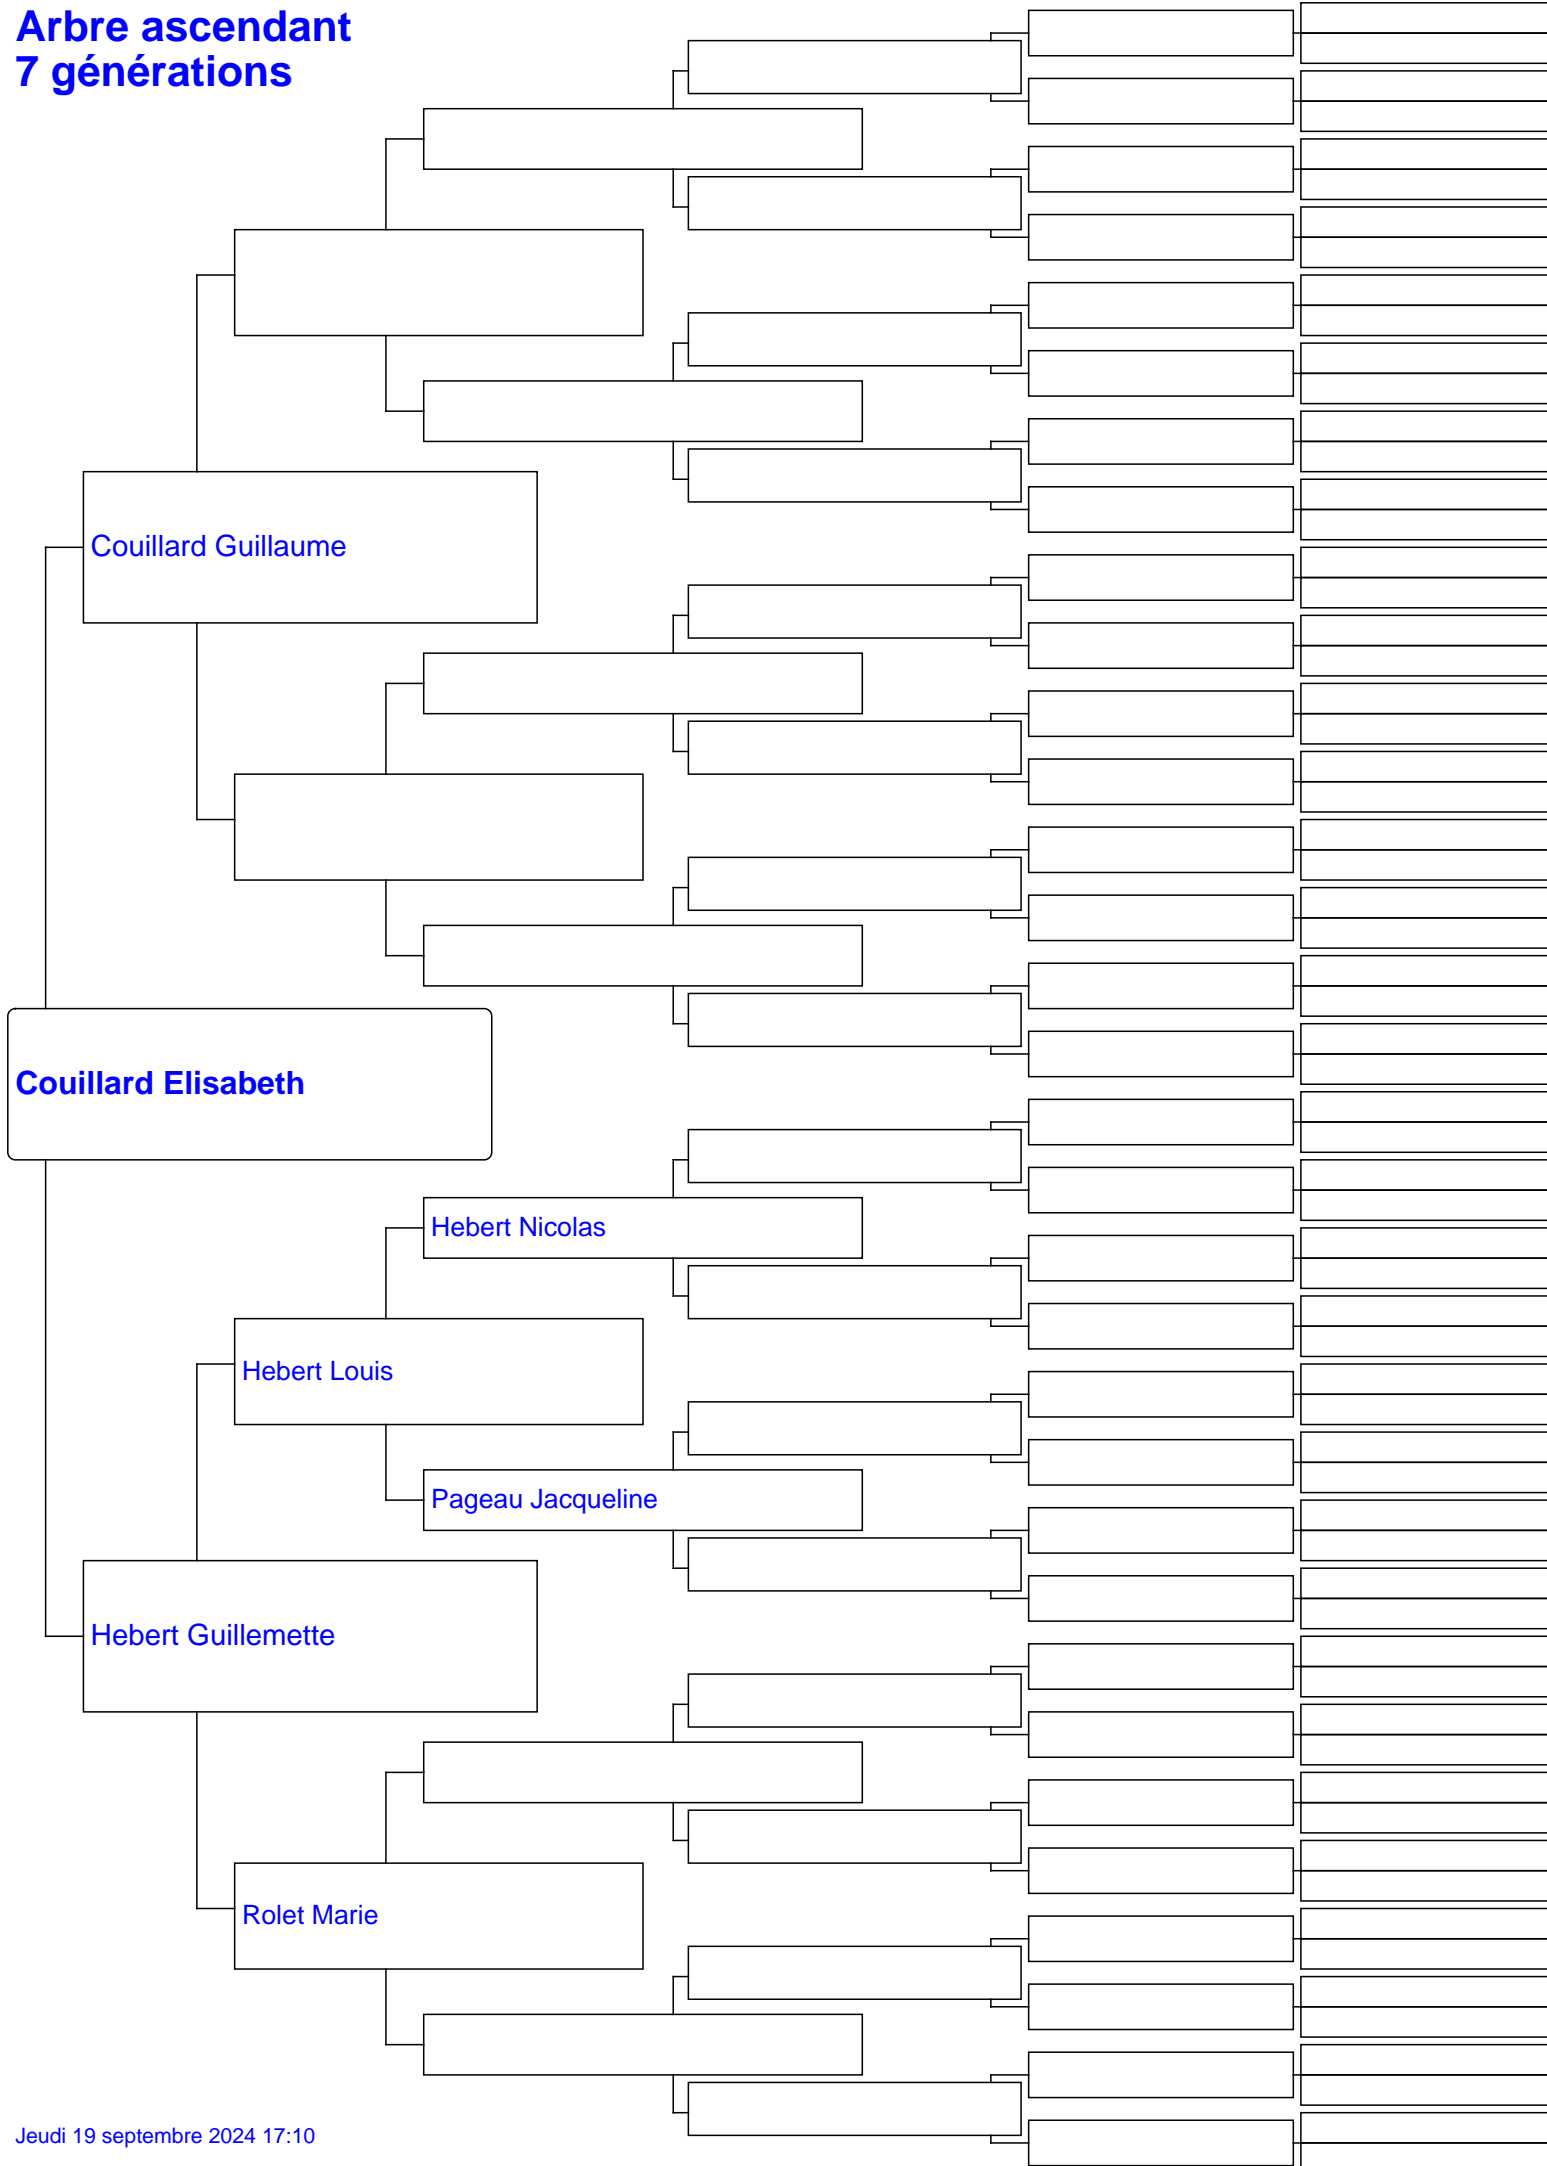 Arbre ascendant
7 générations
Couillard Guillaume
Couillard Elisabeth
Hebert Nicolas
Hebert Louis
Pageau Jacqueline
Hebert Guillemette
Rolet Marie
Jeudi 19 septembre 2024 17:10